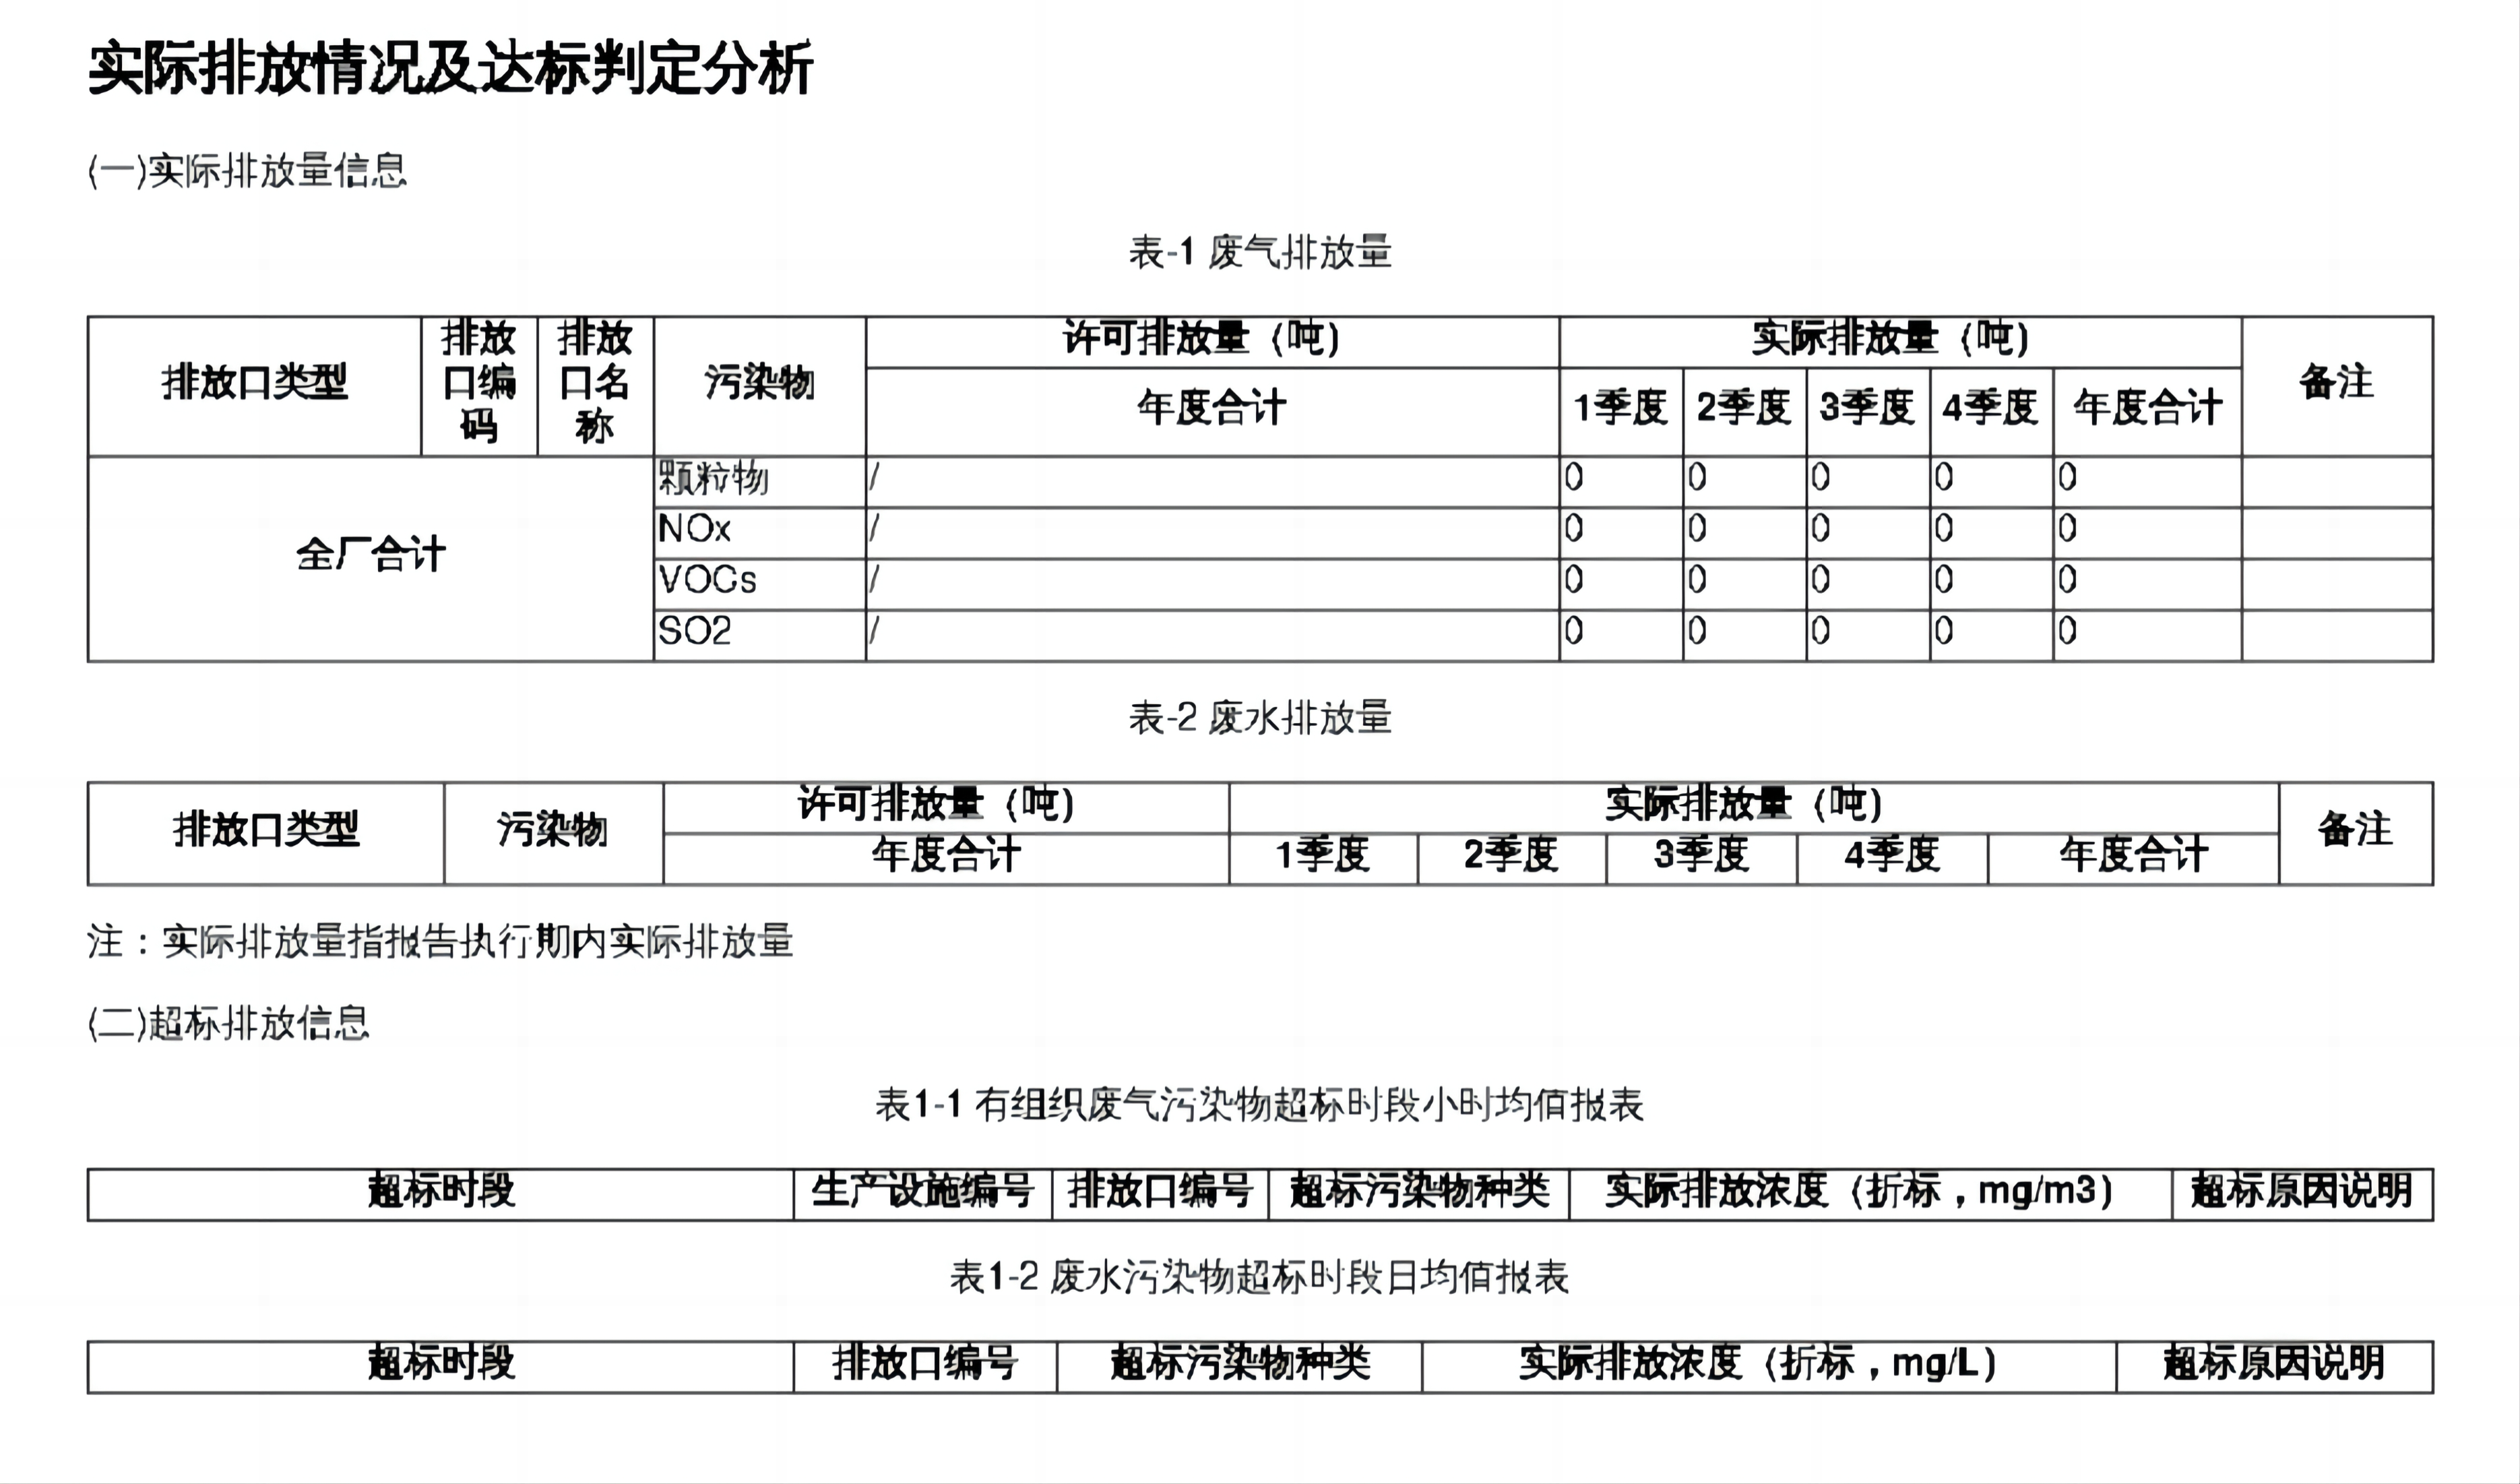 实际排放情况及达标判定分析
(一)实际排放量信息
表-1 废气排放量
排放口类型 排放口编码 排放口名称 污染物 许可排放量（吨） 实际排放量（吨） 备注
年度合计 1季度 2季度 3季度 4季度 年度合计
全厂合计
颗粒物 / 0 0 0 0 0
NOx / 0 0 0 0 0
VOCs / 0 0 0 0 0
SO2 / 0 0 0 0 0
表-2 废水排放量
排放口类型 污染物 许可排放量（吨） 实际排放量（吨） 备注
年度合计 1季度 2季度 3季度 4季度 年度合计
注：实际排放量指报告执行期内实际排放量
(二)超标排放信息
表1-1 有组织废气污染物超标时段小时均值报表
超标时段 生产设施编号 排放口编号 超标污染物种类 实际排放浓度（折标，mg/m3） 超标原因说明
表1-2 废水污染物超标时段日均值报表
超标时段 排放口编号 超标污染物种类 实际排放浓度（折标，mg/L） 超标原因说明